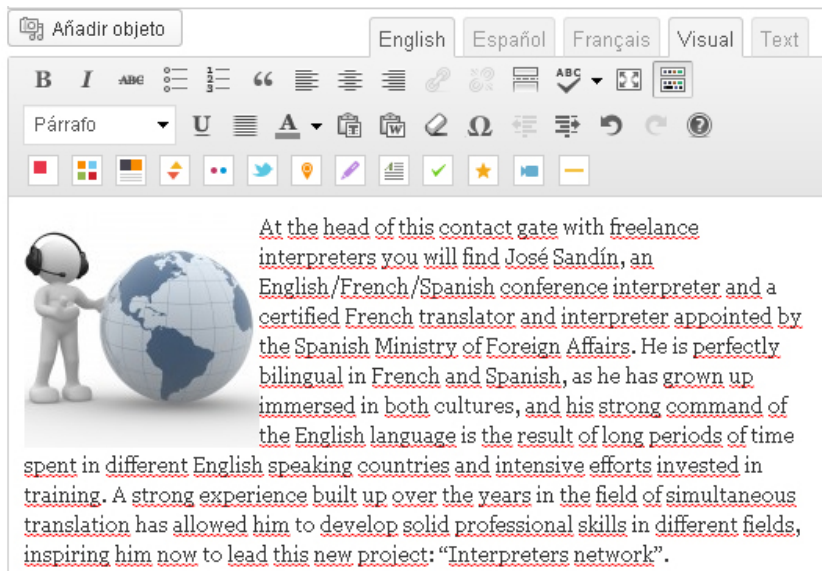 Añadir objeto
English Español Français Visual Text
B I ABC ABC
Párrafo U A T W Ω
At the head of this contact gate with freelance
interpreters you will find José Sandín, an
English/French/Spanish conference interpreter and a
certified French translator and interpreter appointed by
the Spanish Ministry of Foreign Affairs. He is perfectly
bilingual in French and Spanish, as he has grown up
immersed in both cultures, and his strong command of
the English language is the result of long periods of time
spent in different English speaking countries and intensive efforts invested in
training. A strong experience built up over the years in the field of simultaneous
translation has allowed him to develop solid professional skills in different fields,
inspiring him now to lead this new project: “Interpreters network”.